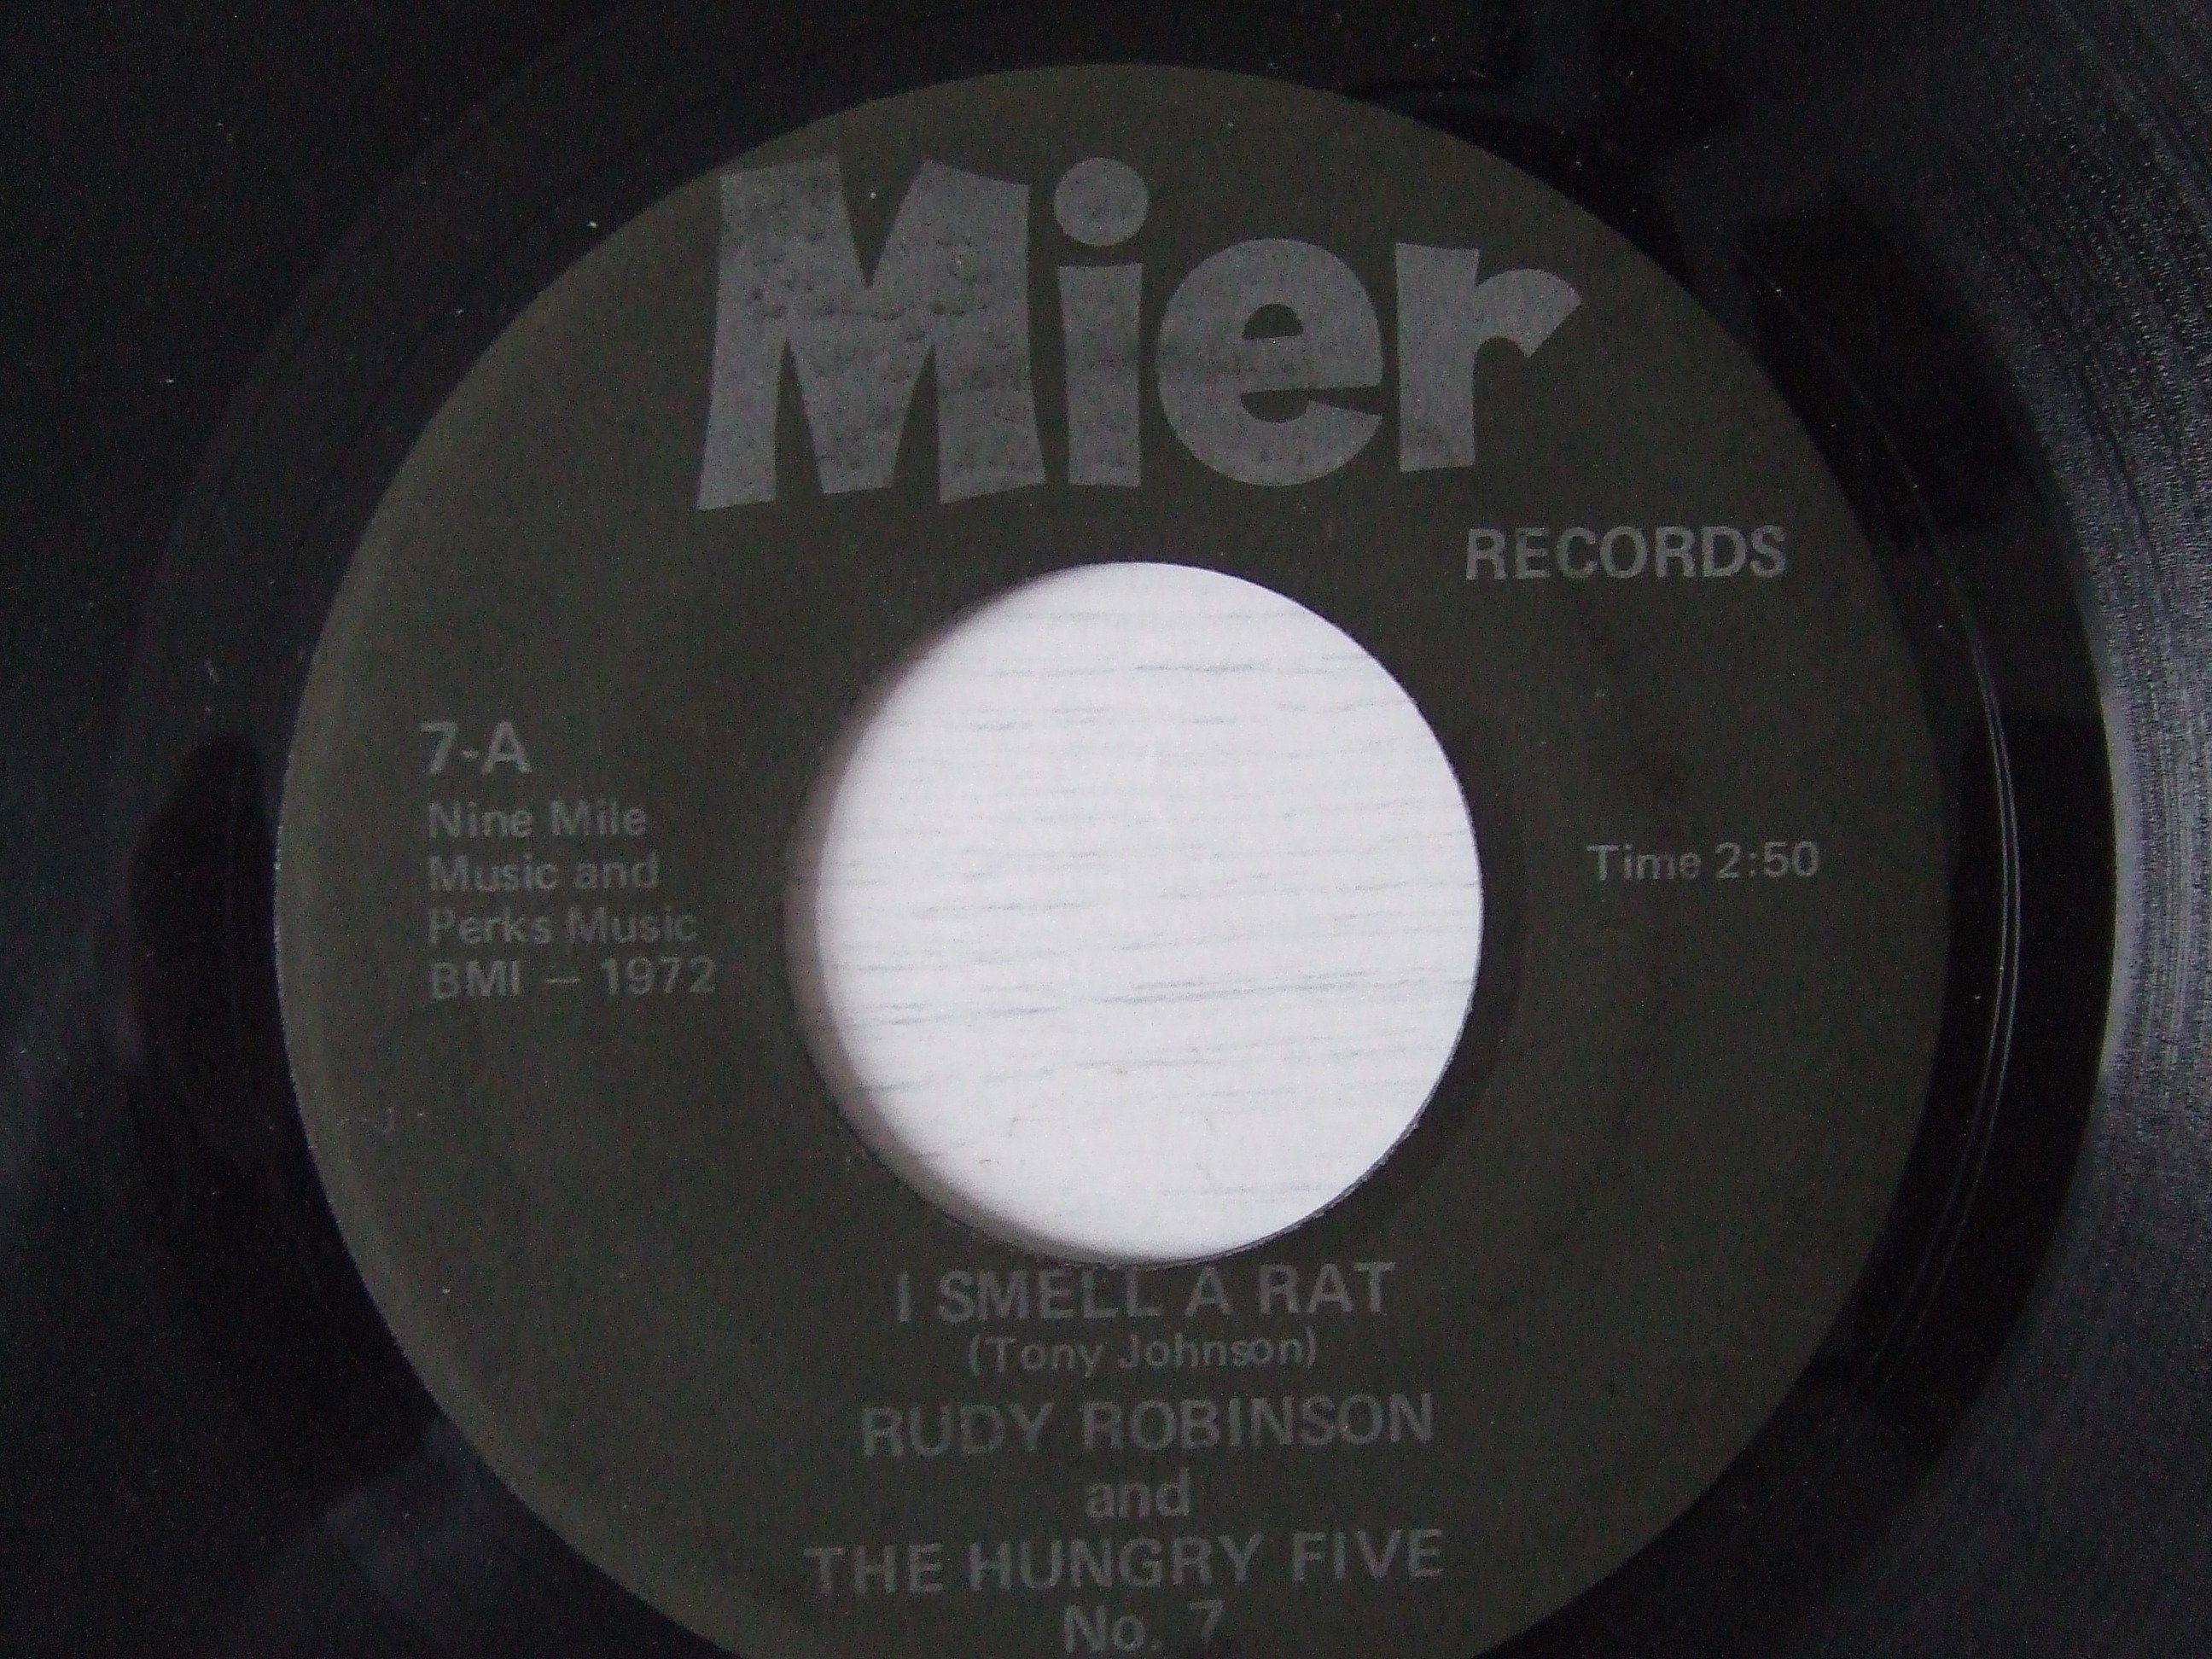 Mier
RECORDS
7-A
Nine Mile
Music and
Perks Music
BMI — 1972
Time 2:50
I SMELL A RAT
(Tony Johnson)
RUDY ROBINSON
and
THE HUNGRY FIVE
No. 7